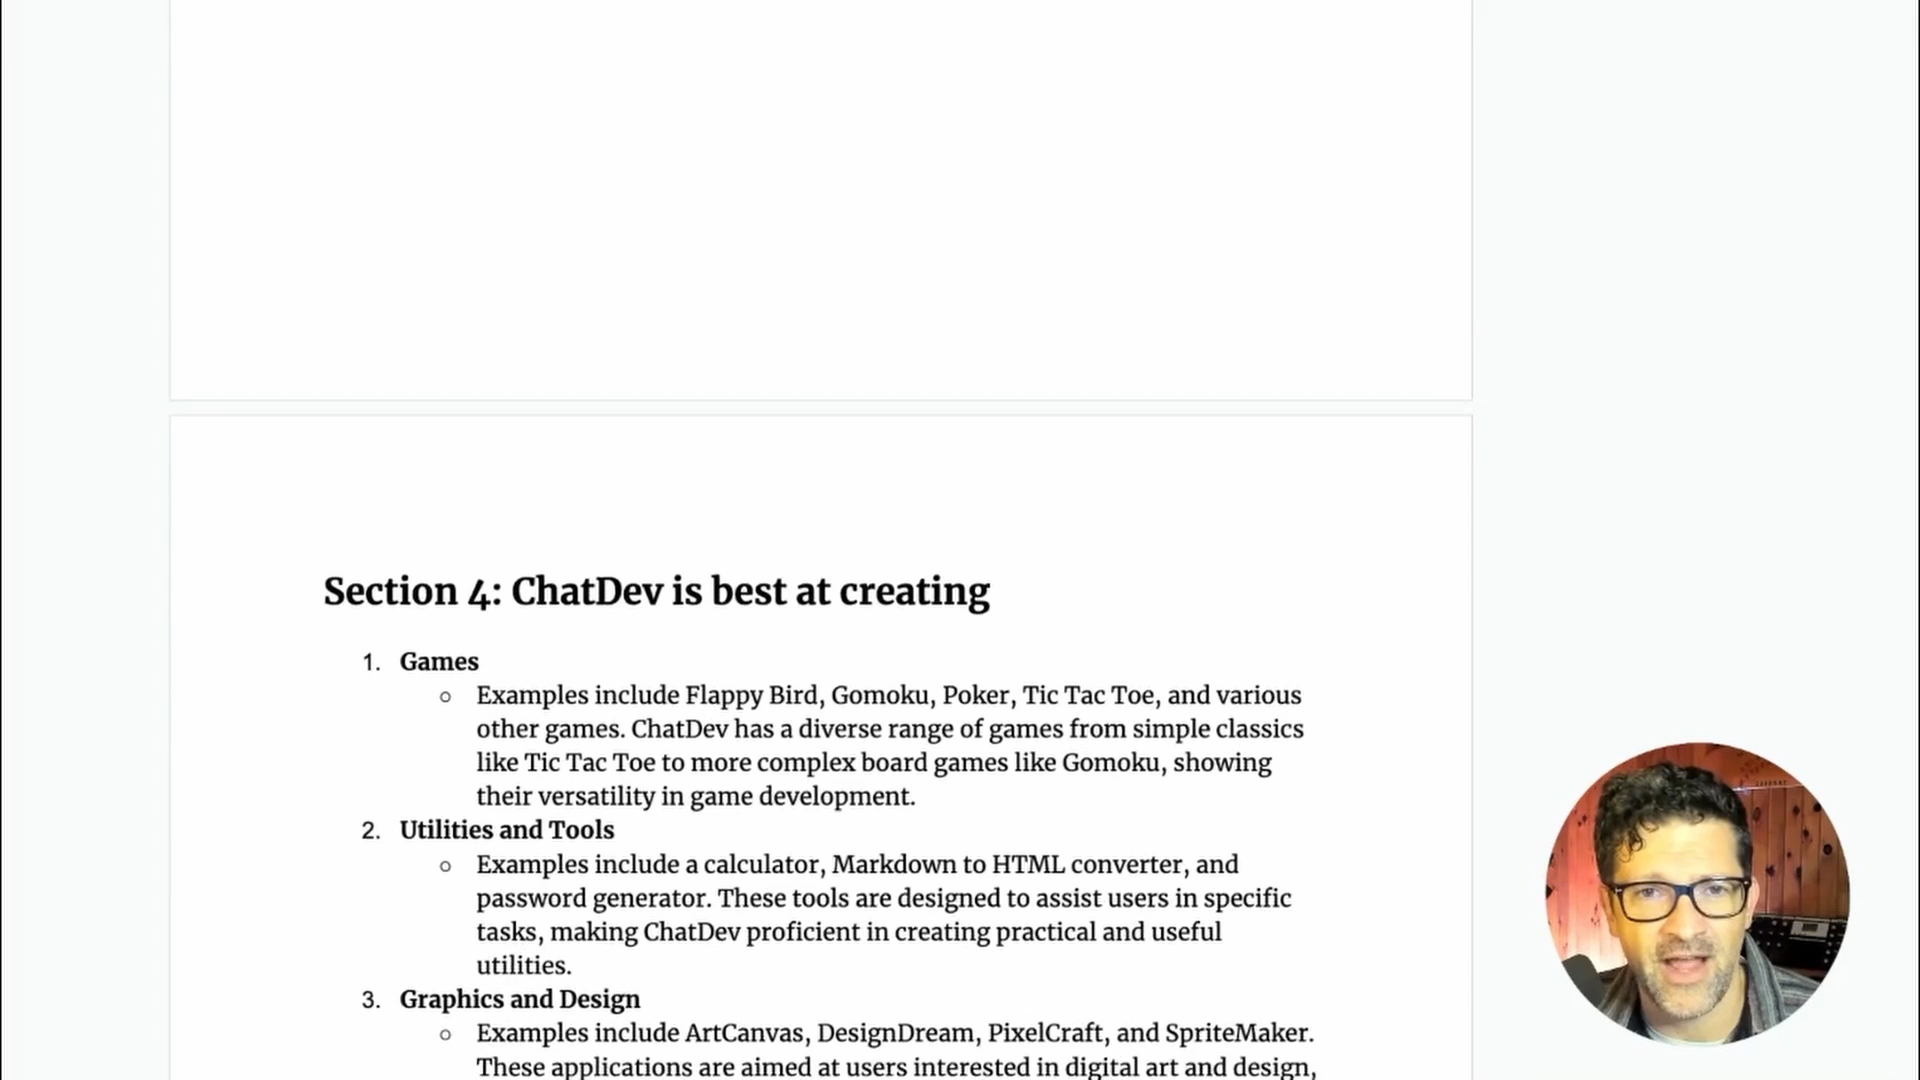 Section 4: ChatDev is best at creating
1. Games
○ Examples include Flappy Bird, Gomoku, Poker, Tic Tac Toe, and various
other games. ChatDev has a diverse range of games from simple classics
like Tic Tac Toe to more complex board games like Gomoku, showing
their versatility in game development.
2. Utilities and Tools
○ Examples include a calculator, Markdown to HTML converter, and
password generator. These tools are designed to assist users in specific
tasks, making ChatDev proficient in creating practical and useful
utilities.
3. Graphics and Design
○ Examples include ArtCanvas, DesignDream, PixelCraft, and SpriteMaker.
These applications are aimed at users interested in digital art and design,